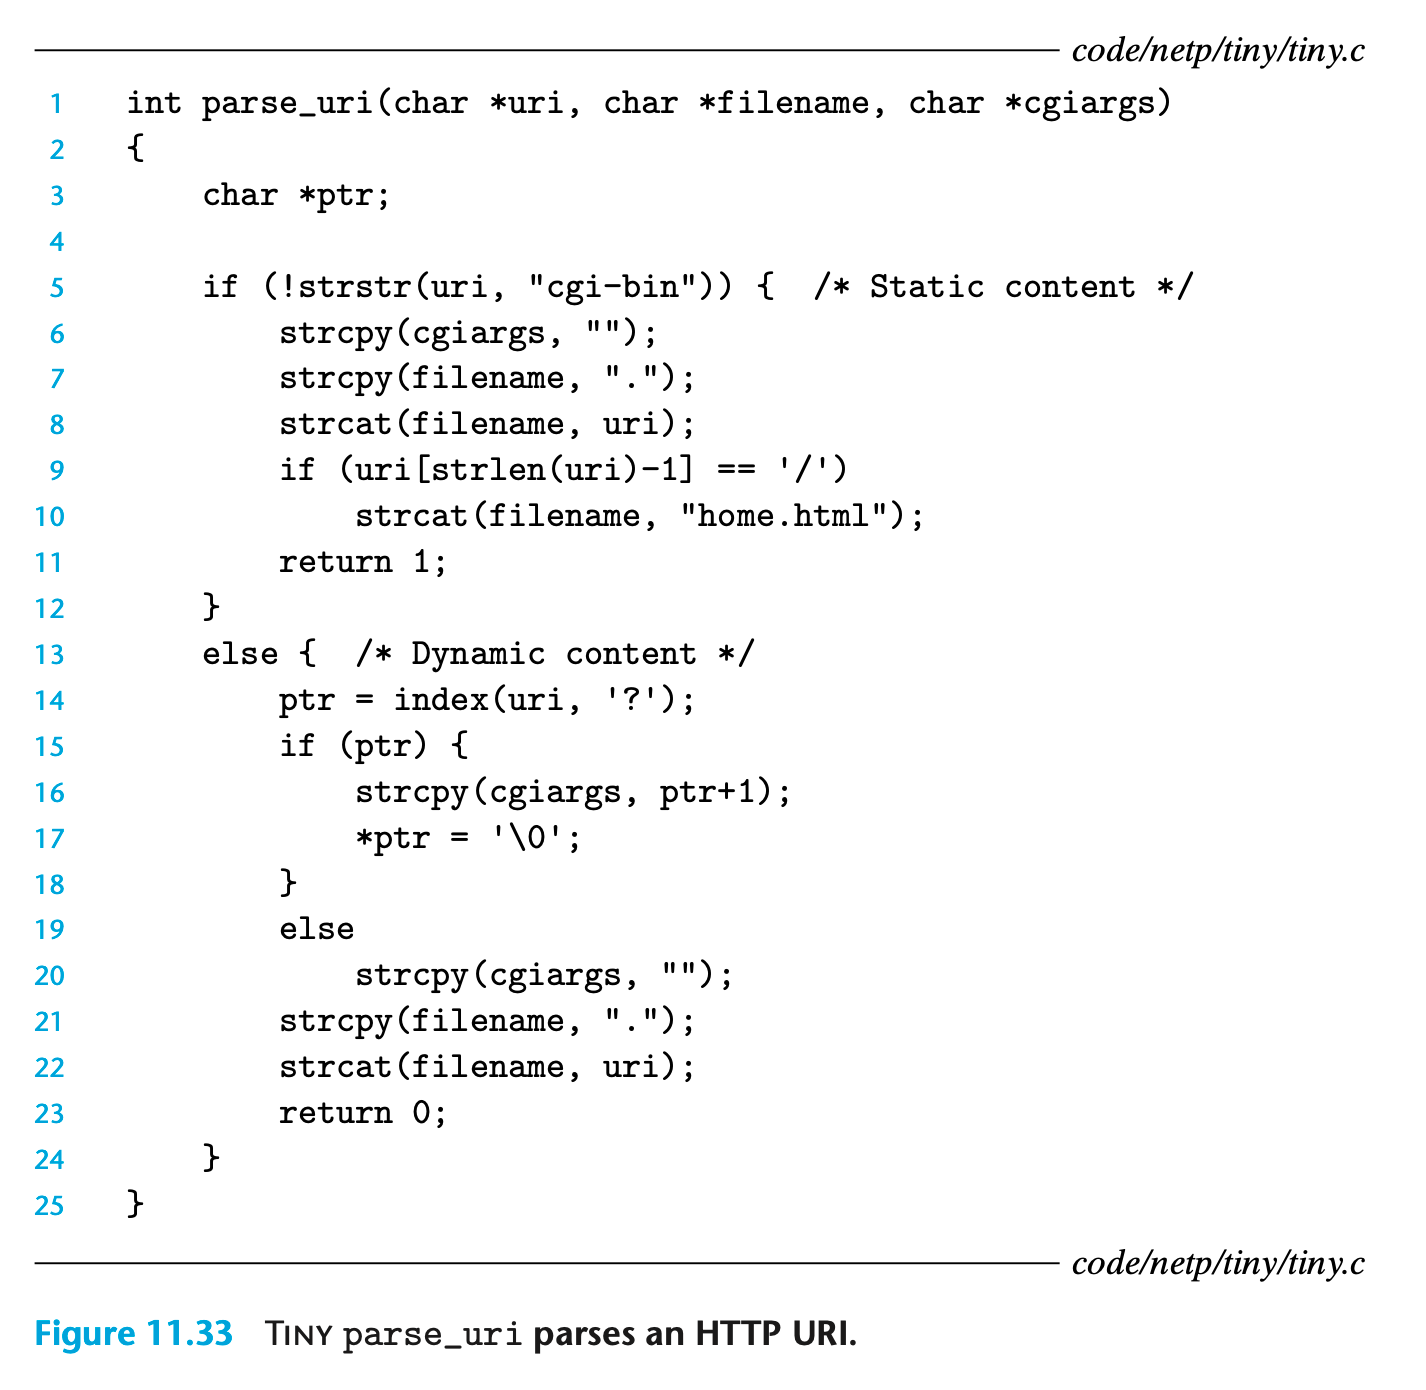 code/netp/tiny/tiny.c
1 int parse_uri(char *uri, char *filename, char *cgiargs)
2 {
3     char *ptr;
4
5     if (!strstr(uri, "cgi-bin")) {  /* Static content */
6         strcpy(cgiargs, "");
7         strcpy(filename, ".");
8         strcat(filename, uri);
9         if (uri[strlen(uri)-1] == '/')
10             strcat(filename, "home.html");
11         return 1;
12     }
13     else {  /* Dynamic content */
14         ptr = index(uri, '?');
15         if (ptr) {
16             strcpy(cgiargs, ptr+1);
17             *ptr = '\0';
18         }
19         else
20             strcpy(cgiargs, "");
21         strcpy(filename, ".");
22         strcat(filename, uri);
23         return 0;
24     }
25 }
code/netp/tiny/tiny.c
Figure 11.33 TINY parse_uri parses an HTTP URI.